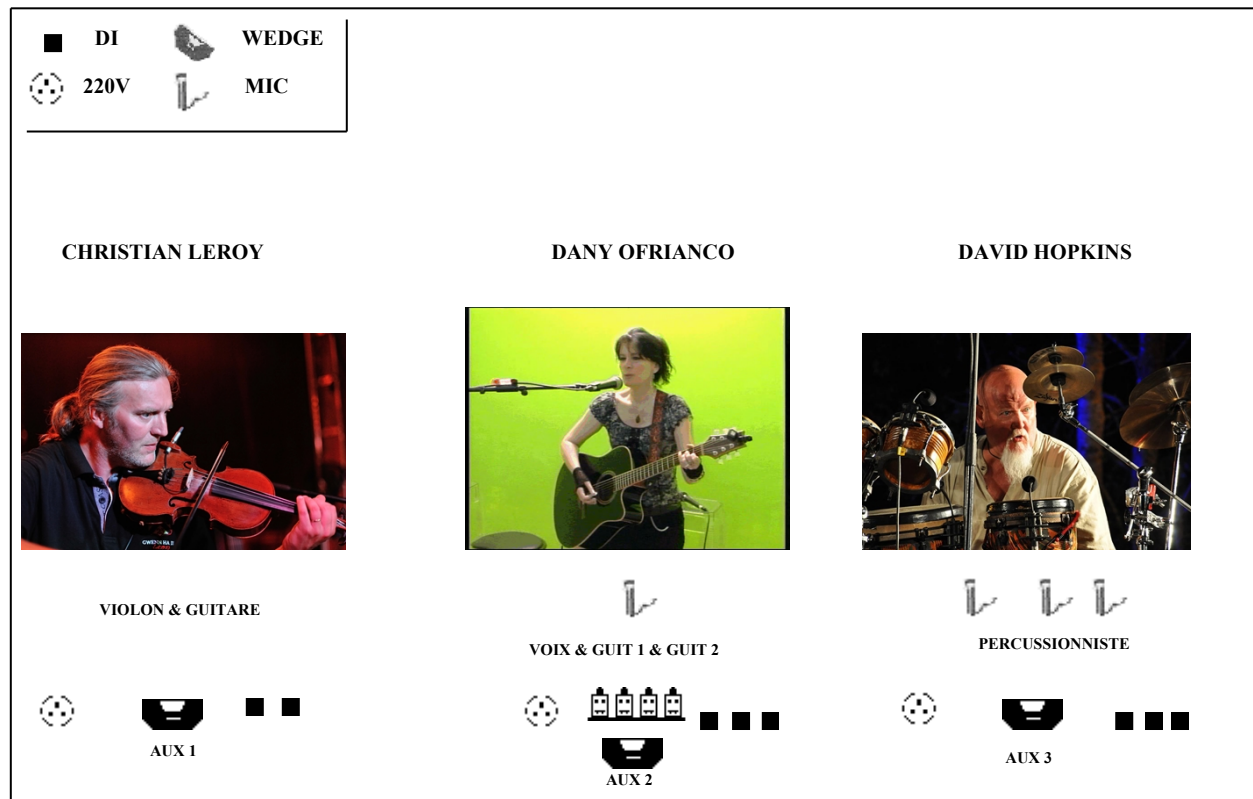 DI WEDGE
220V MIC
CHRISTIAN LEROY DANY OFRIANCO DAVID HOPKINS
VIOLON & GUITARE
VOIX & GUIT 1 & GUIT 2
PERCUSSIONNISTE
AUX 1
AUX 2
AUX 3